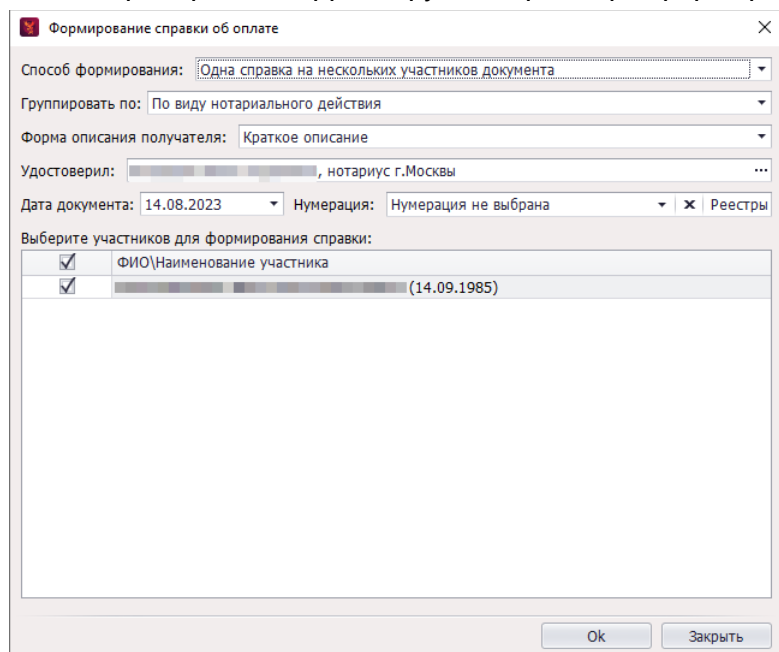 Формирование справки об оплате
Способ формирования: Одна справка на нескольких участников документа
Группировать по: По виду нотариального действия
Форма описания получателя: Краткое описание
Удостоверил: , нотариус г.Москвы ...
Дата документа: 14.08.2023 Нумерация: Нумерация не выбрана Реестры
Выберите участников для формирования справки:
ФИО\Наименование участника
(14.09.1985)
Ok Закрыть